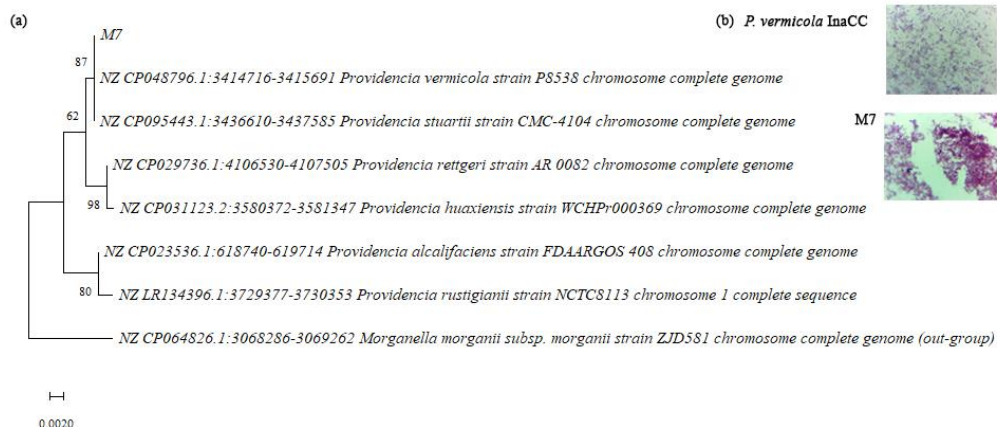 (a)
(b) P. vermicola InaCC
M7
87
NZ CP048796.1:3414716-3415691 Providencia vermicola strain P8538 chromosome complete genome
62
NZ CP095443.1:3436610-3437585 Providencia stuartii strain CMC-4104 chromosome complete genome
M7
NZ CP029736.1:4106530-4107505 Providencia rettgeri strain AR 0082 chromosome complete genome
98
NZ CP031123.2:3580372-3581347 Providencia huaxiensis strain WCHPr000369 chromosome complete genome
NZ CP023536.1:618740-619714 Providencia alcalifaciens strain FDAARGOS 408 chromosome complete genome
80
NZ LR134396.1:3729377-3730353 Providencia rustigianii strain NCTC8113 chromosome 1 complete sequence
NZ CP064826.1:3068286-3069262 Morganella morganii subsp. morganii strain ZJD581 chromosome complete genome (out-group)
0.0020